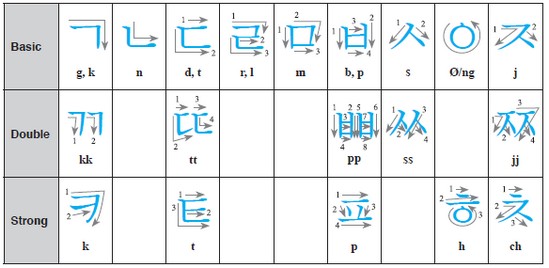 Basic ㄱ ㄴ ㄷ ㄹ ㅁ ㅂ ㅅ ㅇ ㅈ
g, k n d, t r, l m b, p s Ø/ng j
Double ㄲ ㄸ ㅃ ㅆ ㅉ
kk tt pp ss jj
Strong ㅋ ㅌ ㅍ ㅎ ㅊ
k t p h ch